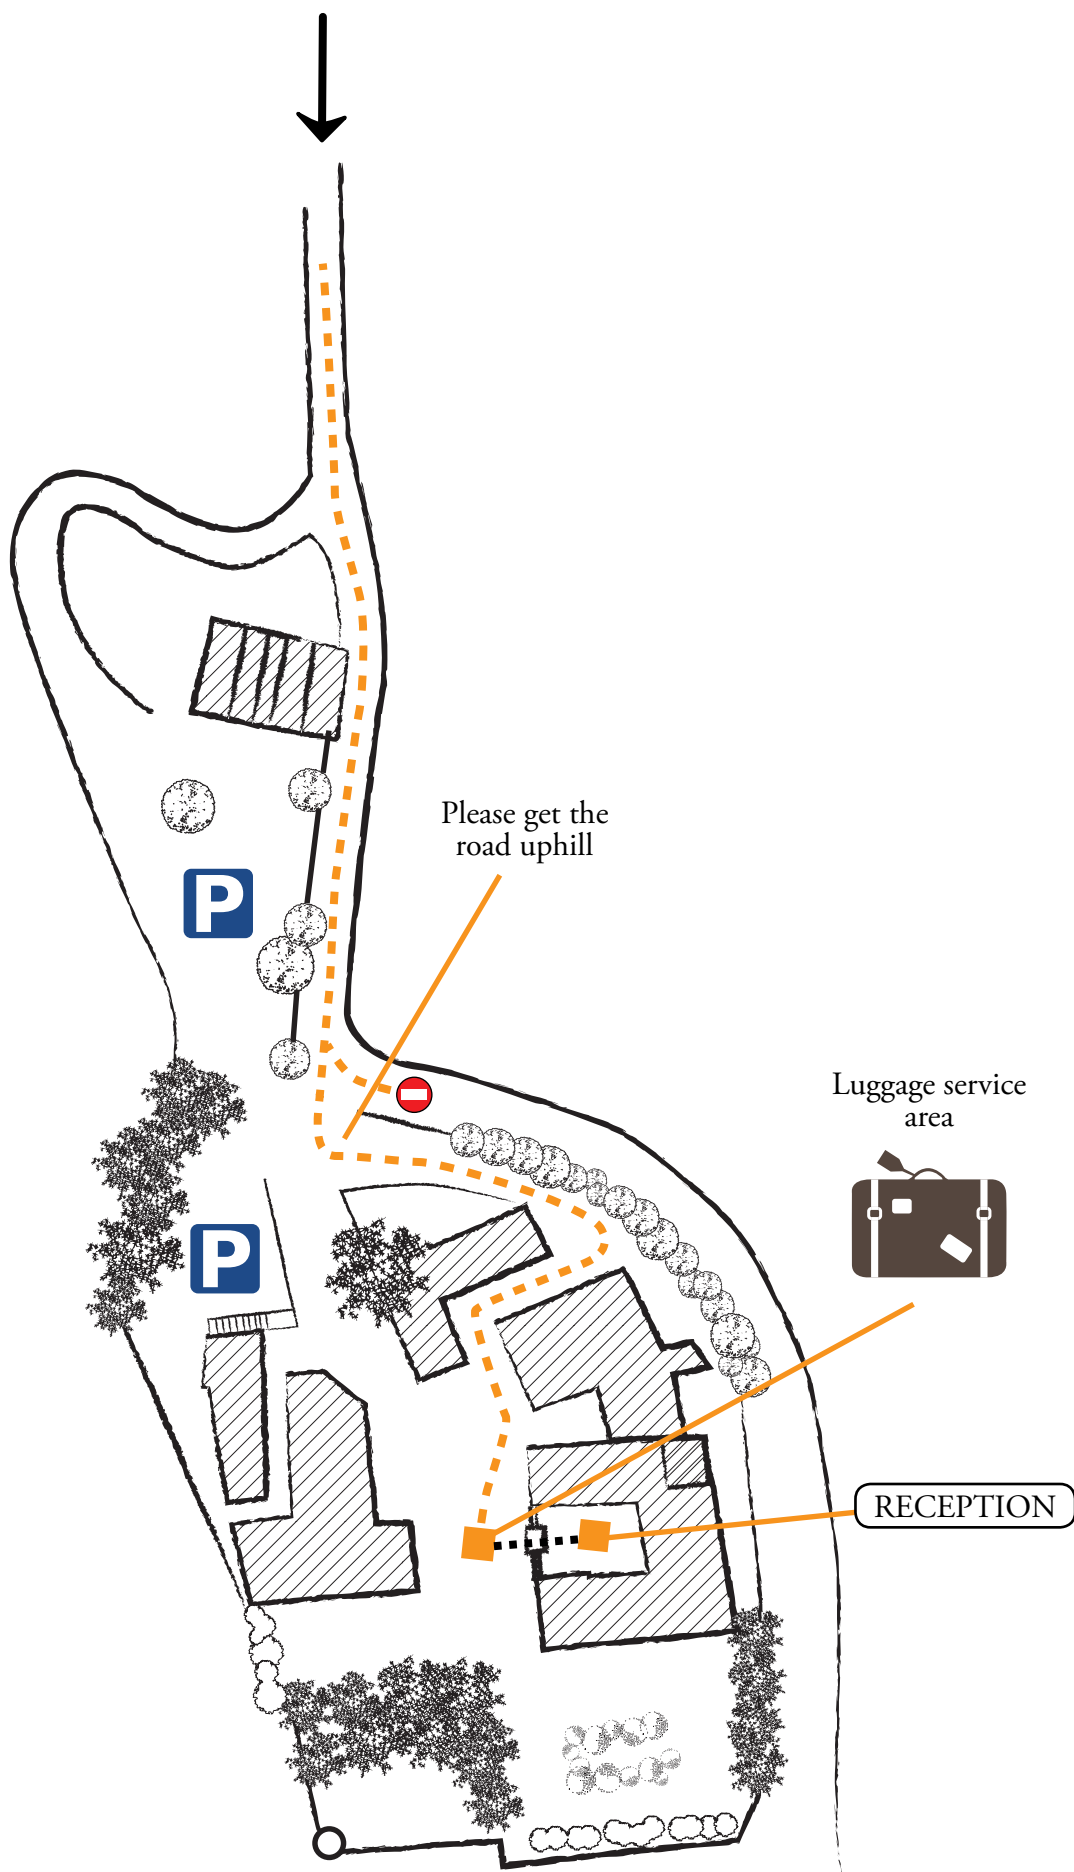 Please get the
road uphill
P
Luggage service
area
P
RECEPTION